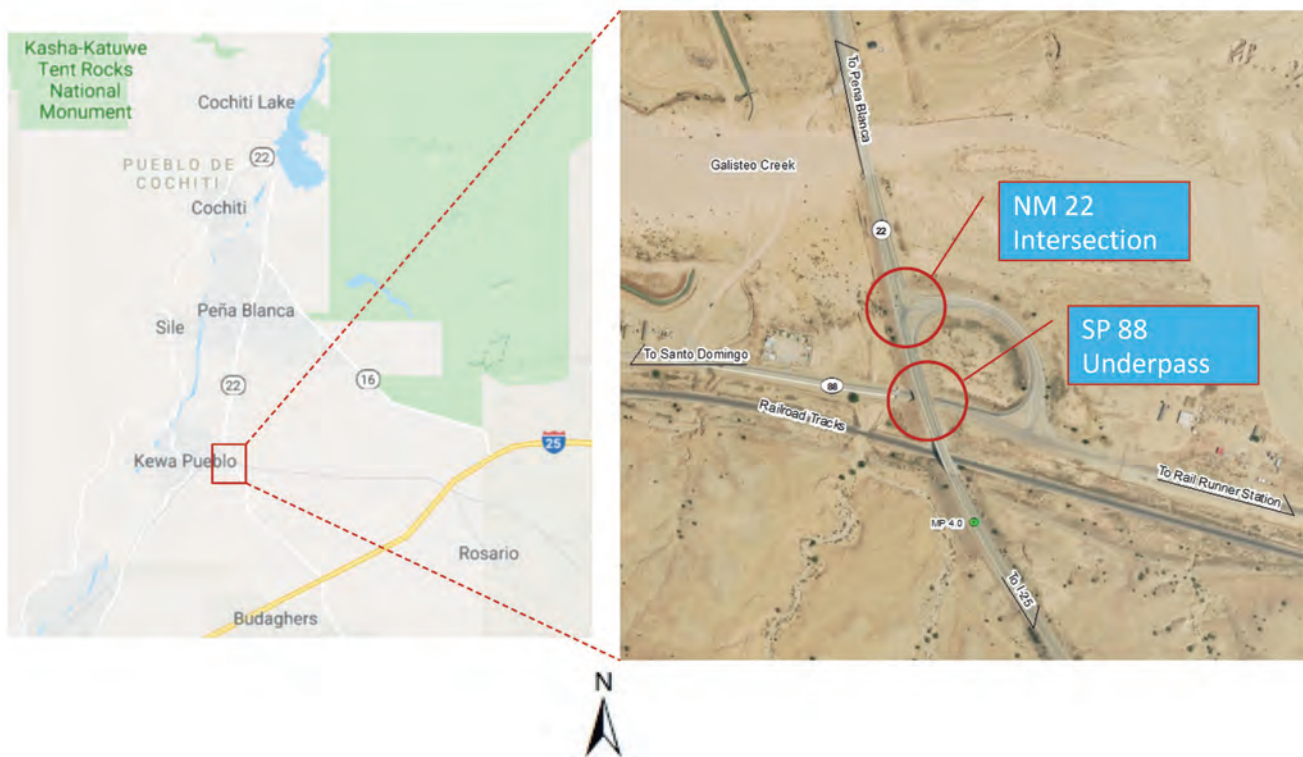 Kasha-Katuwe
Tent Rocks
National
Monument
Cochiti Lake
22
PUEBLO DE
COCHITI
Cochiti
Peña Blanca
Sile
22
16
Kewa Pueblo
25
Rosario
Budaghers
To Pena Blanca
Galisteo Creek
NM 22
Intersection
22
SP 88
Underpass
To Santo Domingo
88
Railroad Tracks
To Rail Runner Station
MP 4.0
To I-25
N